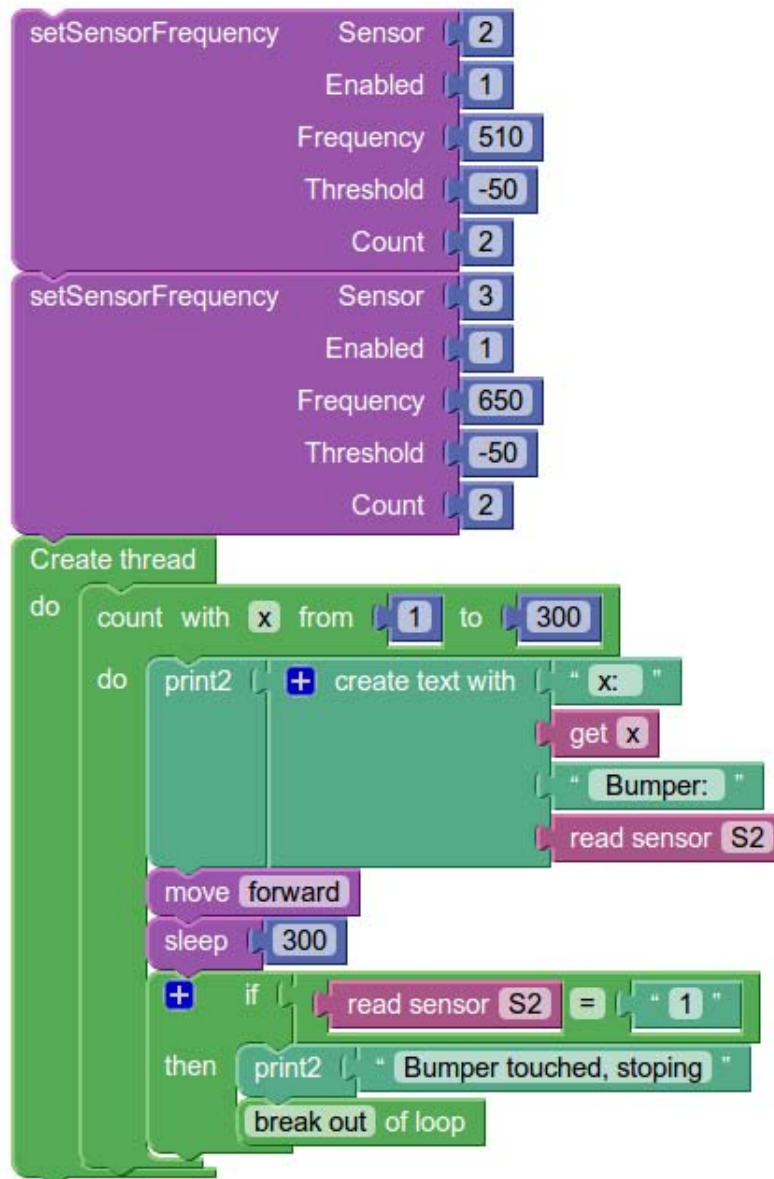 setSensorFrequency Sensor 2
Enabled 1
Frequency 510
Threshold -50
Count 2
setSensorFrequency Sensor 3
Enabled 1
Frequency 650
Threshold -50
Count 2
Create thread
do count with x from 1 to 300
do print2 create text with “ x: ”
get x
“ Bumper: ”
read sensor S2
move forward
sleep 300
if read sensor S2 = “ 1 ”
then print2 “ Bumper touched, stoping ”
break out of loop